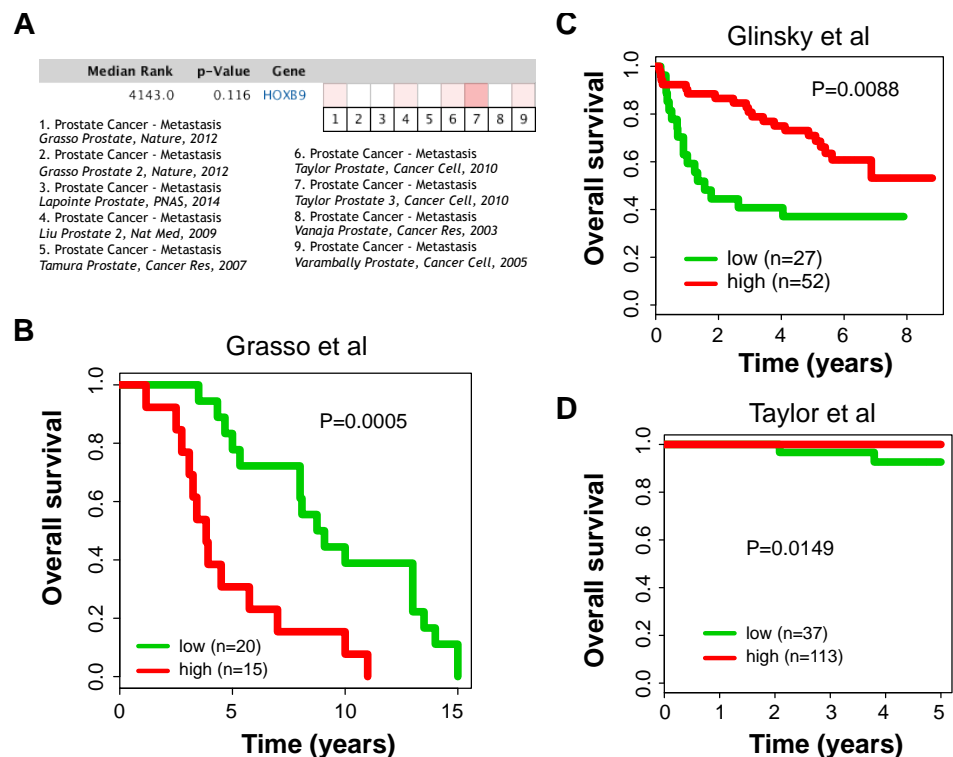 A
Median Rank p-Value Gene
4143.0 0.116 HOXB9
1 2 3 4 5 6 7 8 9
1. Prostate Cancer - Metastasis
Grasso Prostate, Nature, 2012
2. Prostate Cancer - Metastasis
Grasso Prostate 2, Nature, 2012
3. Prostate Cancer - Metastasis
Lapointe Prostate, PNAS, 2014
4. Prostate Cancer - Metastasis
Liu Prostate 2, Nat Med, 2009
5. Prostate Cancer - Metastasis
Tamura Prostate, Cancer Res, 2007
6. Prostate Cancer - Metastasis
Taylor Prostate, Cancer Cell, 2010
7. Prostate Cancer - Metastasis
Taylor Prostate 3, Cancer Cell, 2010
8. Prostate Cancer - Metastasis
Vanaja Prostate, Cancer Res, 2003
9. Prostate Cancer - Metastasis
Varambally Prostate, Cancer Cell, 2005
B
Grasso et al
Overall survival
1.0
0.8
0.6
0.4
0.2
0.0
P=0.0005
low (n=20)
high (n=15)
0 5 10 15
Time (years)
C
Glinsky et al
Overall survival
1.0
0.8
0.6
0.4
0.2
0.0
P=0.0088
low (n=27)
high (n=52)
0 2 4 6 8
Time (years)
D
Taylor et al
Overall survival
1.0
0.8
0.6
0.4
0.2
0.0
P=0.0149
low (n=37)
high (n=113)
0 1 2 3 4 5
Time (years)